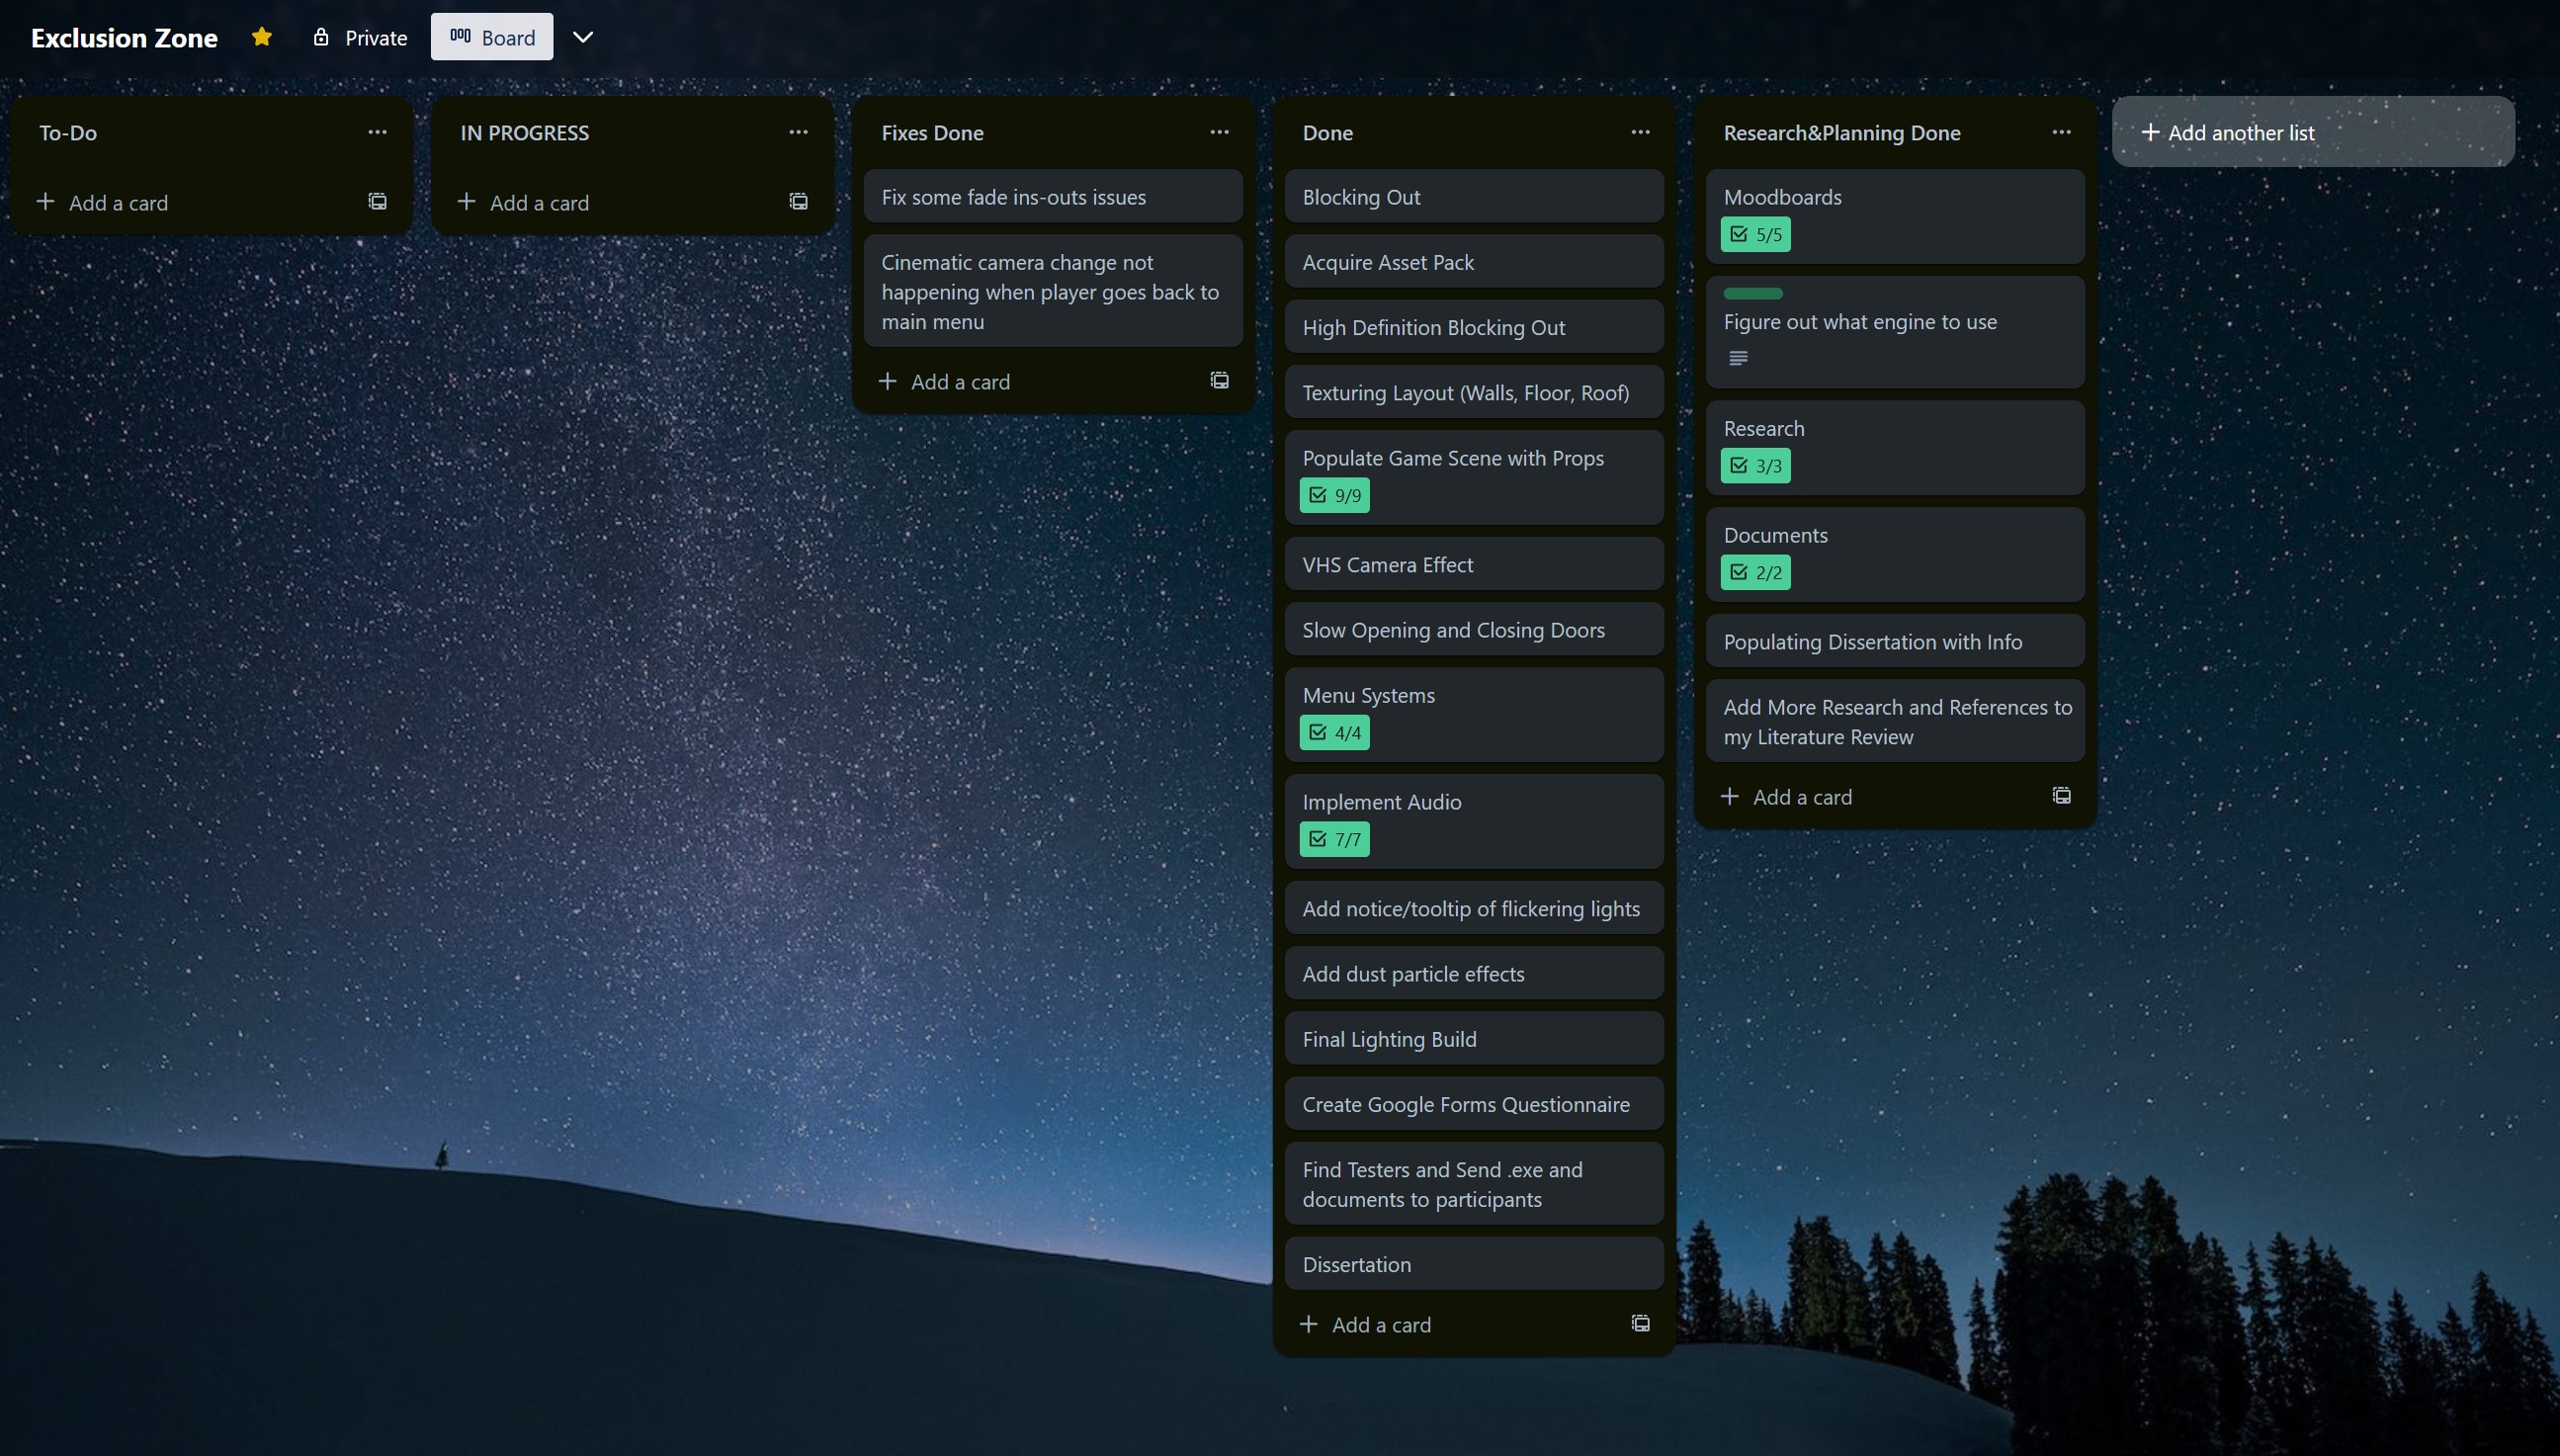 Exclusion Zone
Private
Board
To-Do
Add a card
IN PROGRESS
Add a card
Fixes Done
Fix some fade ins-outs issues
Cinematic camera change not
happening when player goes back to
main menu
Add a card
Done
Blocking Out
Acquire Asset Pack
High Definition Blocking Out
Texturing Layout (Walls, Floor, Roof)
Populate Game Scene with Props
9/9
VHS Camera Effect
Slow Opening and Closing Doors
Menu Systems
4/4
Implement Audio
7/7
Add notice/tooltip of flickering lights
Add dust particle effects
Final Lighting Build
Create Google Forms Questionnaire
Find Testers and Send .exe and
documents to participants
Dissertation
Add a card
Research&Planning Done
Moodboards
5/5
Figure out what engine to use
Research
3/3
Documents
2/2
Populating Dissertation with Info
Add More Research and References to
my Literature Review
Add a card
Add another list